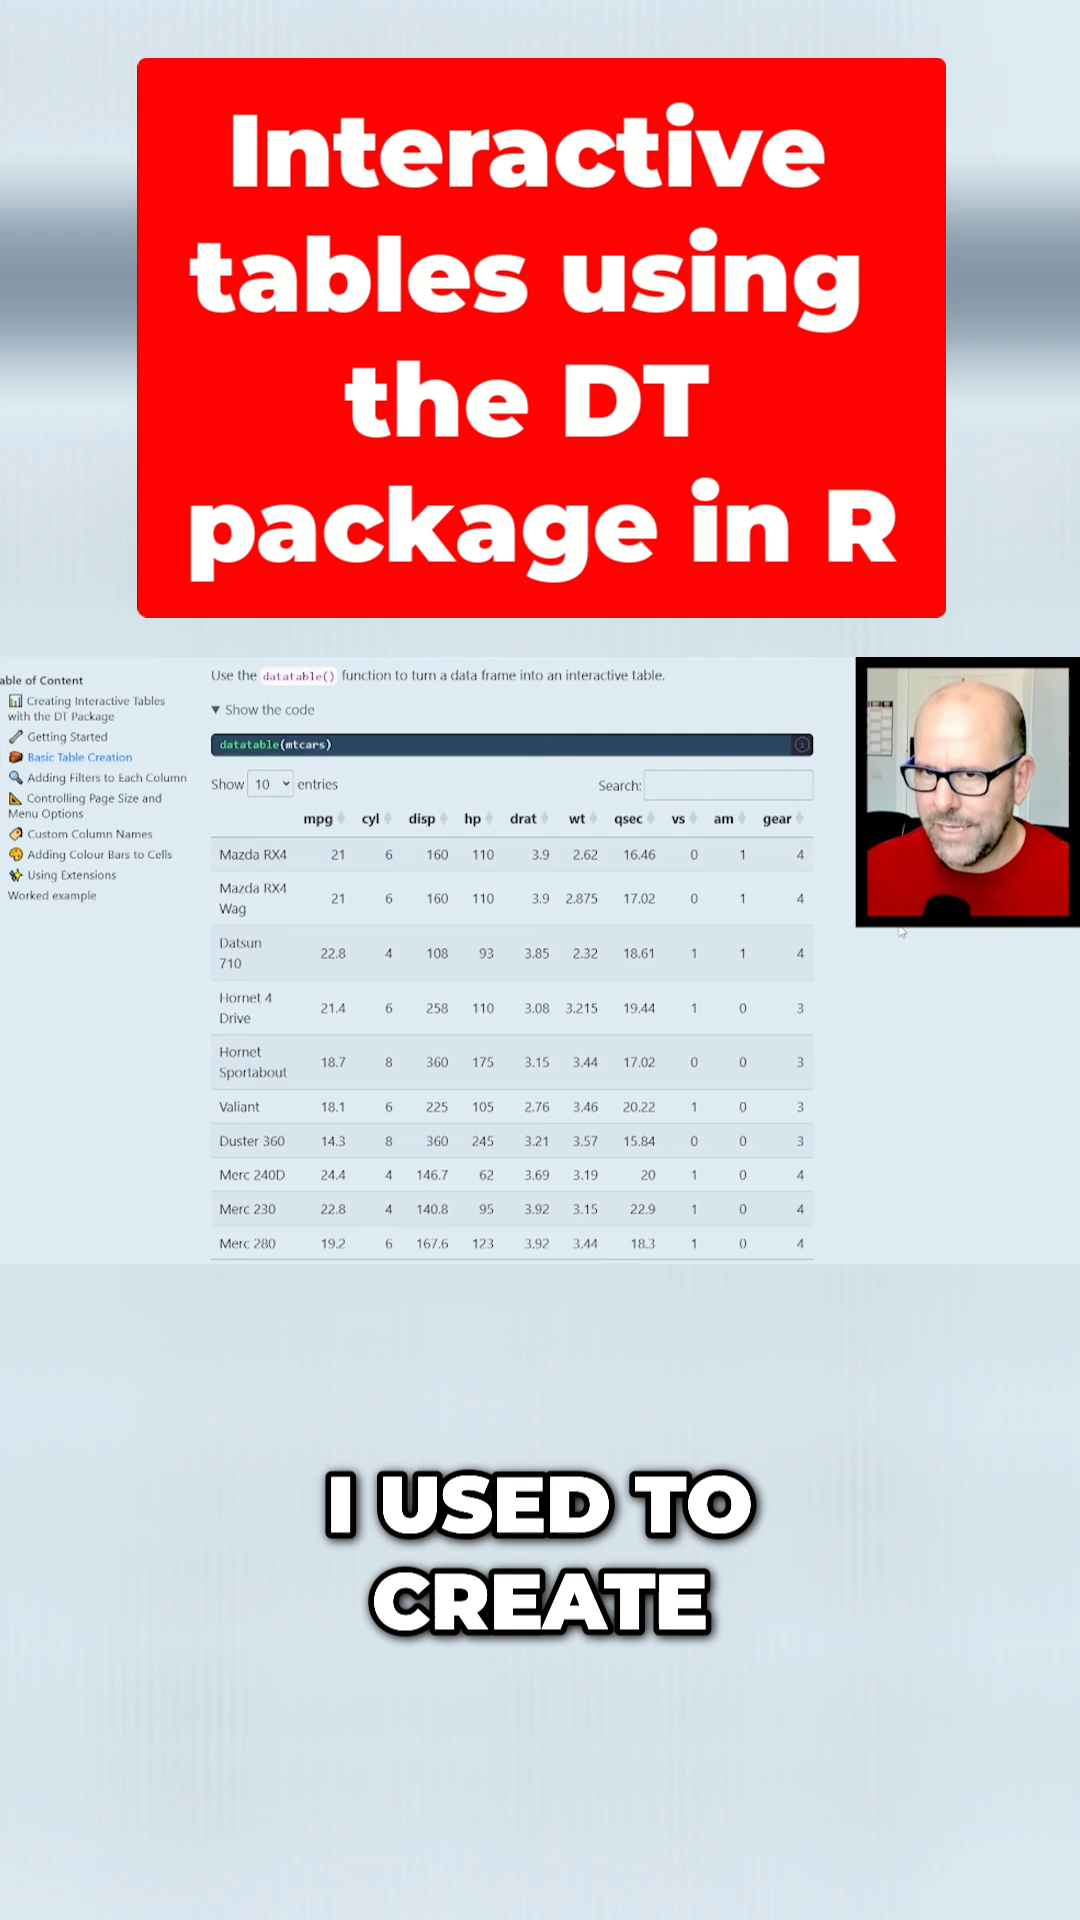 Interactive
tables using
the DT
package in R
able of Content
Creating Interactive Tables
with the DT Package
Getting Started
Basic Table Creation
Adding Filters to Each Column
Controlling Page Size and
Menu Options
Custom Column Names
Adding Colour Bars to Cells
Using Extensions
Worked example
Use the datatable() function to turn a data frame into an interactive table.
▼ Show the code
datatable(mtcars)
Show 10 entries Search:
mpg cyl disp hp drat wt qsec vs am gear
Mazda RX4 21 6 160 110 3.9 2.62 16.46 0 1 4
Mazda RX4
Wag 21 6 160 110 3.9 2.875 17.02 0 1 4
Datsun
710 22.8 4 108 93 3.85 2.32 18.61 1 1 4
Hornet 4
Drive 21.4 6 258 110 3.08 3.215 19.44 1 0 3
Hornet
Sportabout 18.7 8 360 175 3.15 3.44 17.02 0 0 3
Valiant 18.1 6 225 105 2.76 3.46 20.22 1 0 3
Duster 360 14.3 8 360 245 3.21 3.57 15.84 0 0 3
Merc 240D 24.4 4 146.7 62 3.69 3.19 20 1 0 4
Merc 230 22.8 4 140.8 95 3.92 3.15 22.9 1 0 4
Merc 280 19.2 6 167.6 123 3.92 3.44 18.3 1 0 4
I USED TO
CREATE